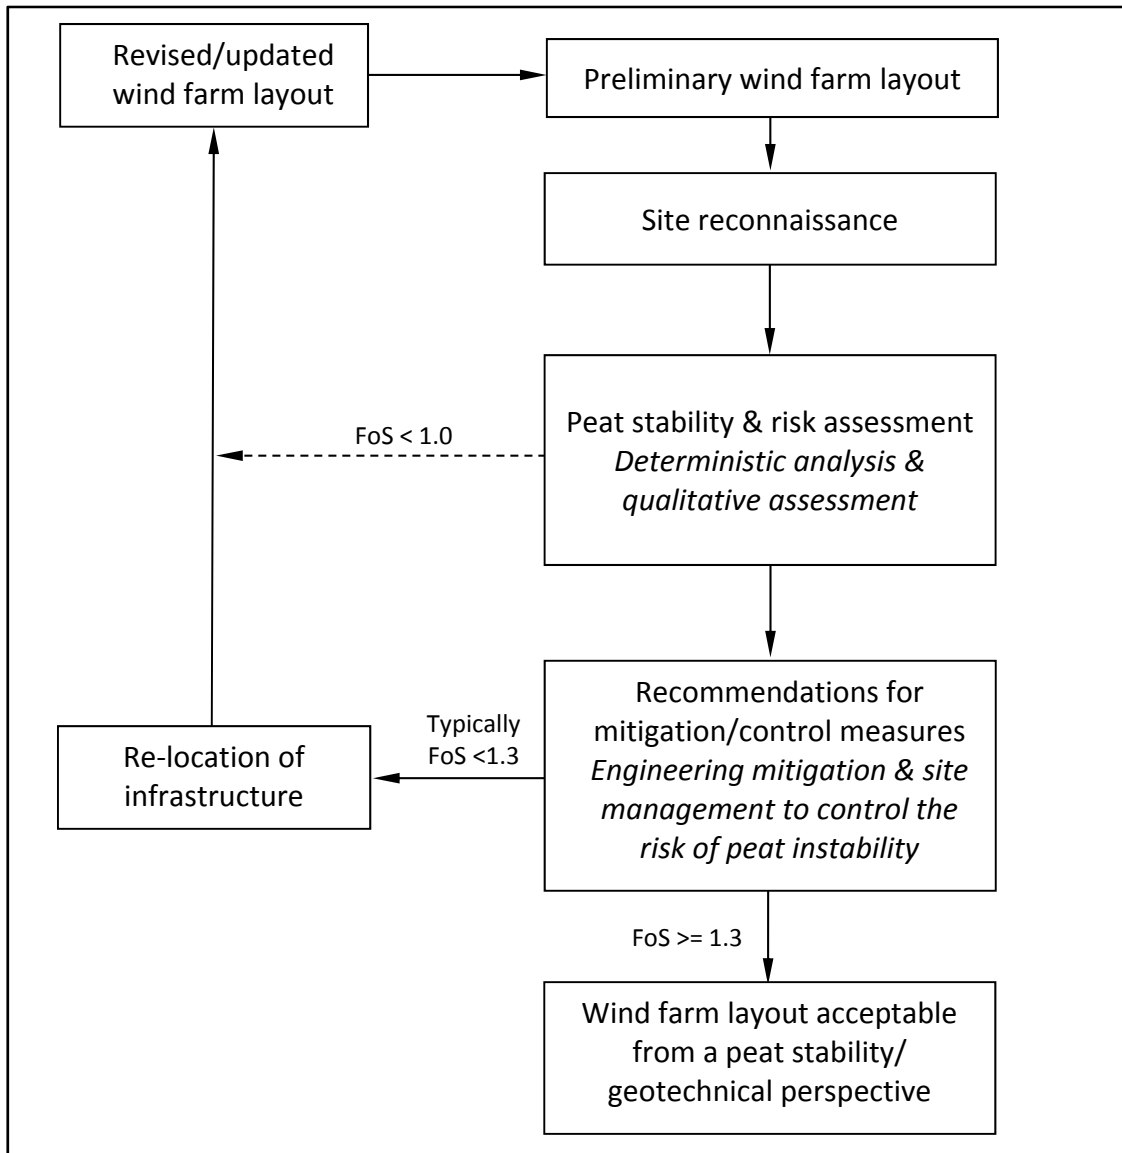 Revised/updated
wind farm layout
Preliminary wind farm layout
Site reconnaissance
Peat stability & risk assessment
Deterministic analysis &
qualitative assessment
FoS < 1.0
Recommendations for
mitigation/control measures
Engineering mitigation & site
management to control the
risk of peat instability
Typically
FoS <1.3
Re-location of
infrastructure
FoS >= 1.3
Wind farm layout acceptable
from a peat stability/
geotechnical perspective